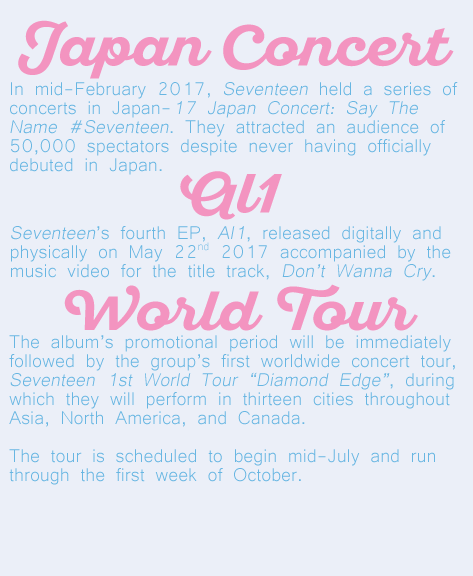 Japan Concert
In mid-February 2017, Seventeen held a series of
concerts in Japan-17 Japan Concert: Say The
Name #Seventeen. They attracted an audience of
50,000 spectators despite never having officially
debuted in Japan.
Al1
Seventeen's fourth EP, Al1, released digitally and
physically on May 22nd 2017 accompanied by the
music video for the title track, Don't Wanna Cry.
World Tour
The album's promotional period will be immediately
followed by the group's first worldwide concert tour,
Seventeen 1st World Tour "Diamond Edge", during
which they will perform in thirteen cities throughout
Asia, North America, and Canada.
The tour is scheduled to begin mid-July and run
through the first week of October.